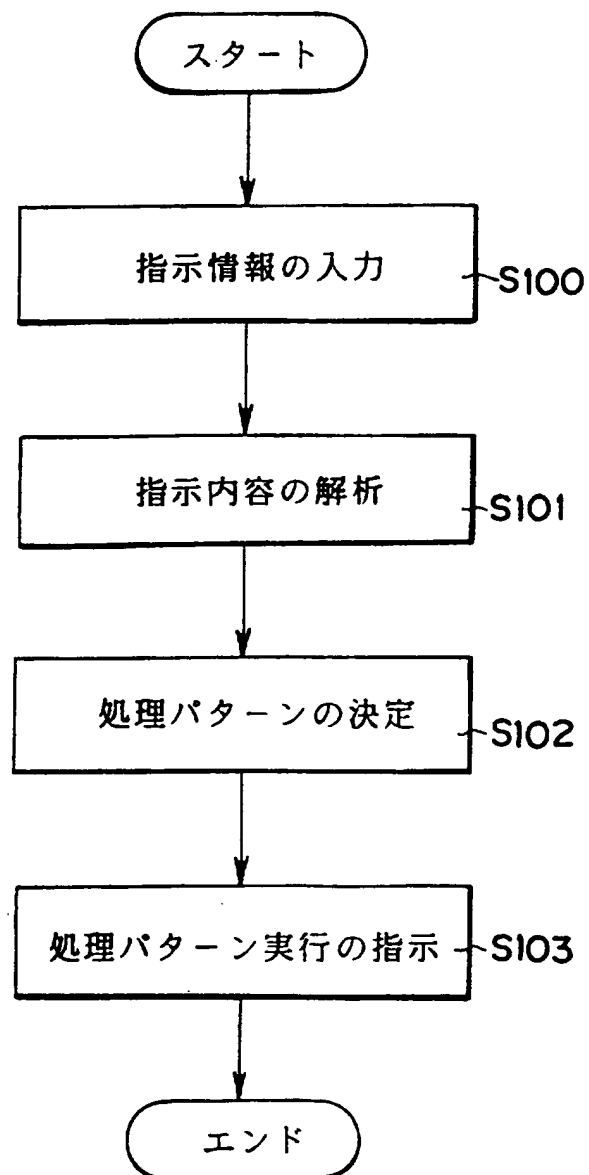 スタート
指示情報の入力
S100
指示内容の解析
S101
処理パターンの決定
S102
処理パターン実行の指示
S103
エンド